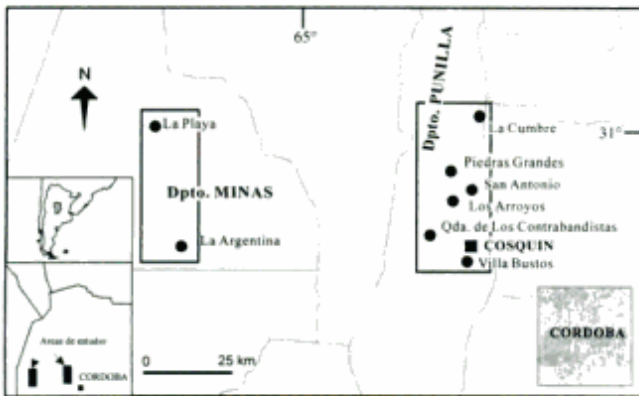 65°
N
La Playa
Dpto. MINAS
La Argentina
Dpto. PUNILLA
La Cumbre
31°
Piedras Grandes
San Antonio
Los Arroyos
Qda. de Los Contrabandistas
COSQUIN
Villa Bustos
Areas de estudio
CORDOBA
0 25 km.
CORDOBA